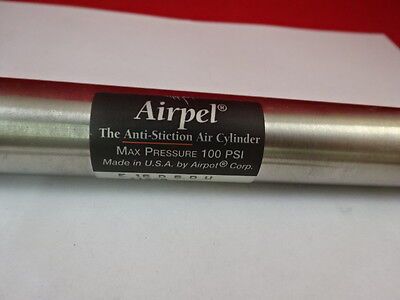 Airpel®
The Anti-Stiction Air Cylinder
MAX PRESSURE 100 PSI
Made in U.S.A. by Airpot® Corp.